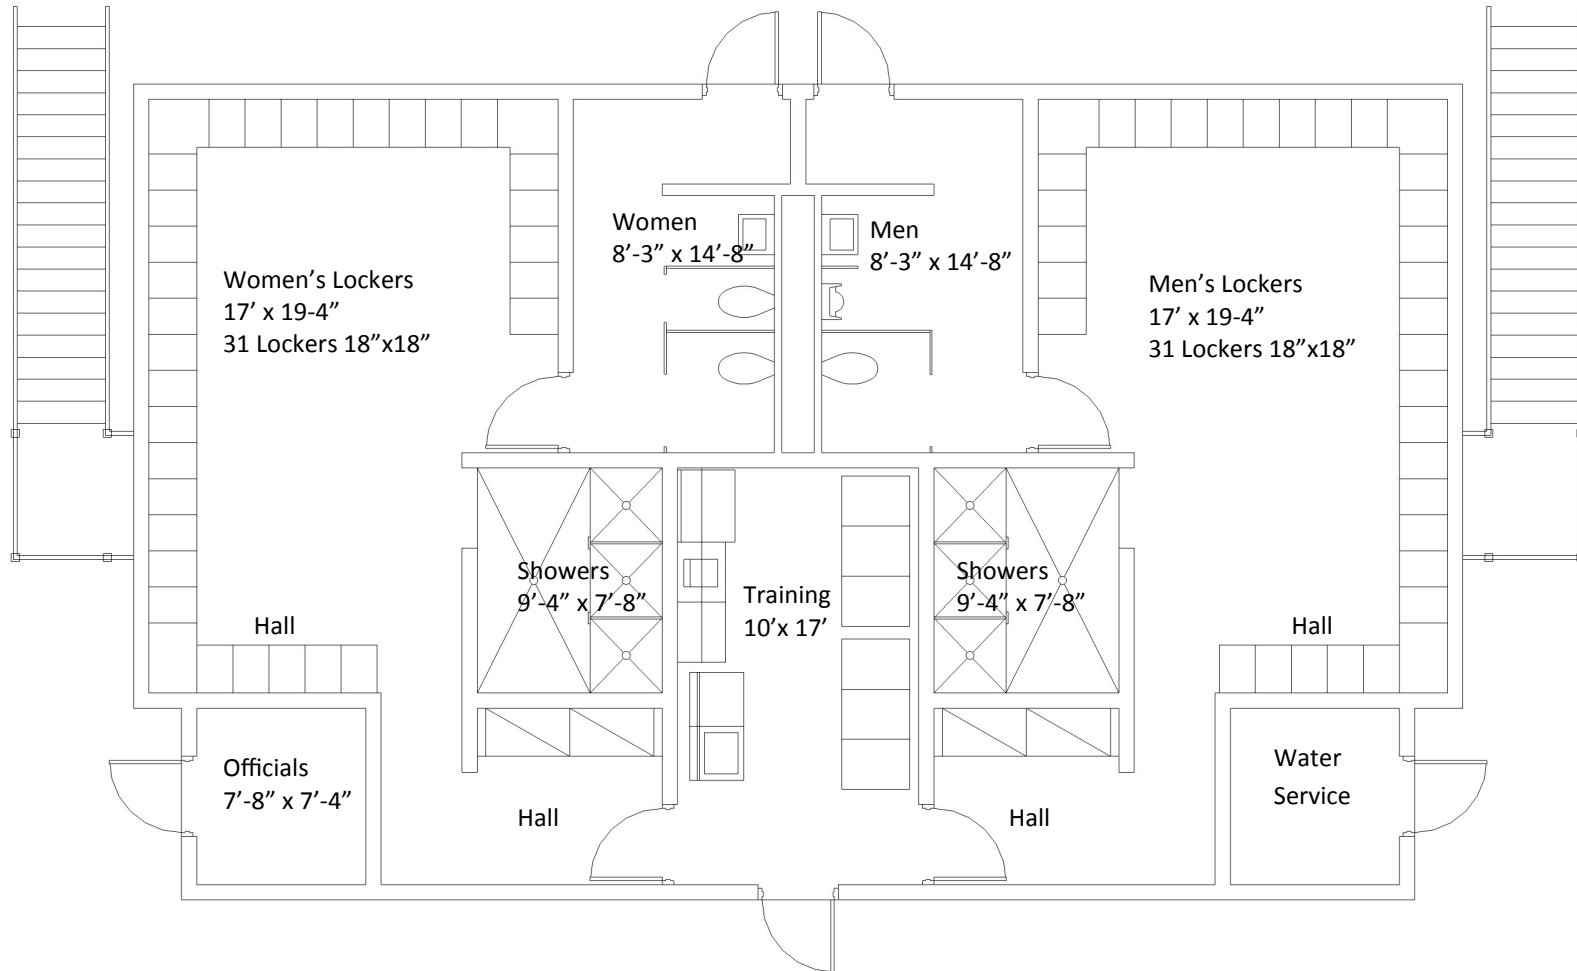 Women
8’-3” x 14’-8”
Men
8’-3” x 14’-8”
Women’s Lockers
17’ x 19-4”
31 Lockers 18”x18”
Men’s Lockers
17’ x 19-4”
31 Lockers 18”x18”
Showers
9’-4” x 7’-8”
Training
10’x 17’
Showers
9’-4” x 7’-8”
Hall
Hall
Officials
7’-8” x 7’-4”
Hall
Hall
Water
Service